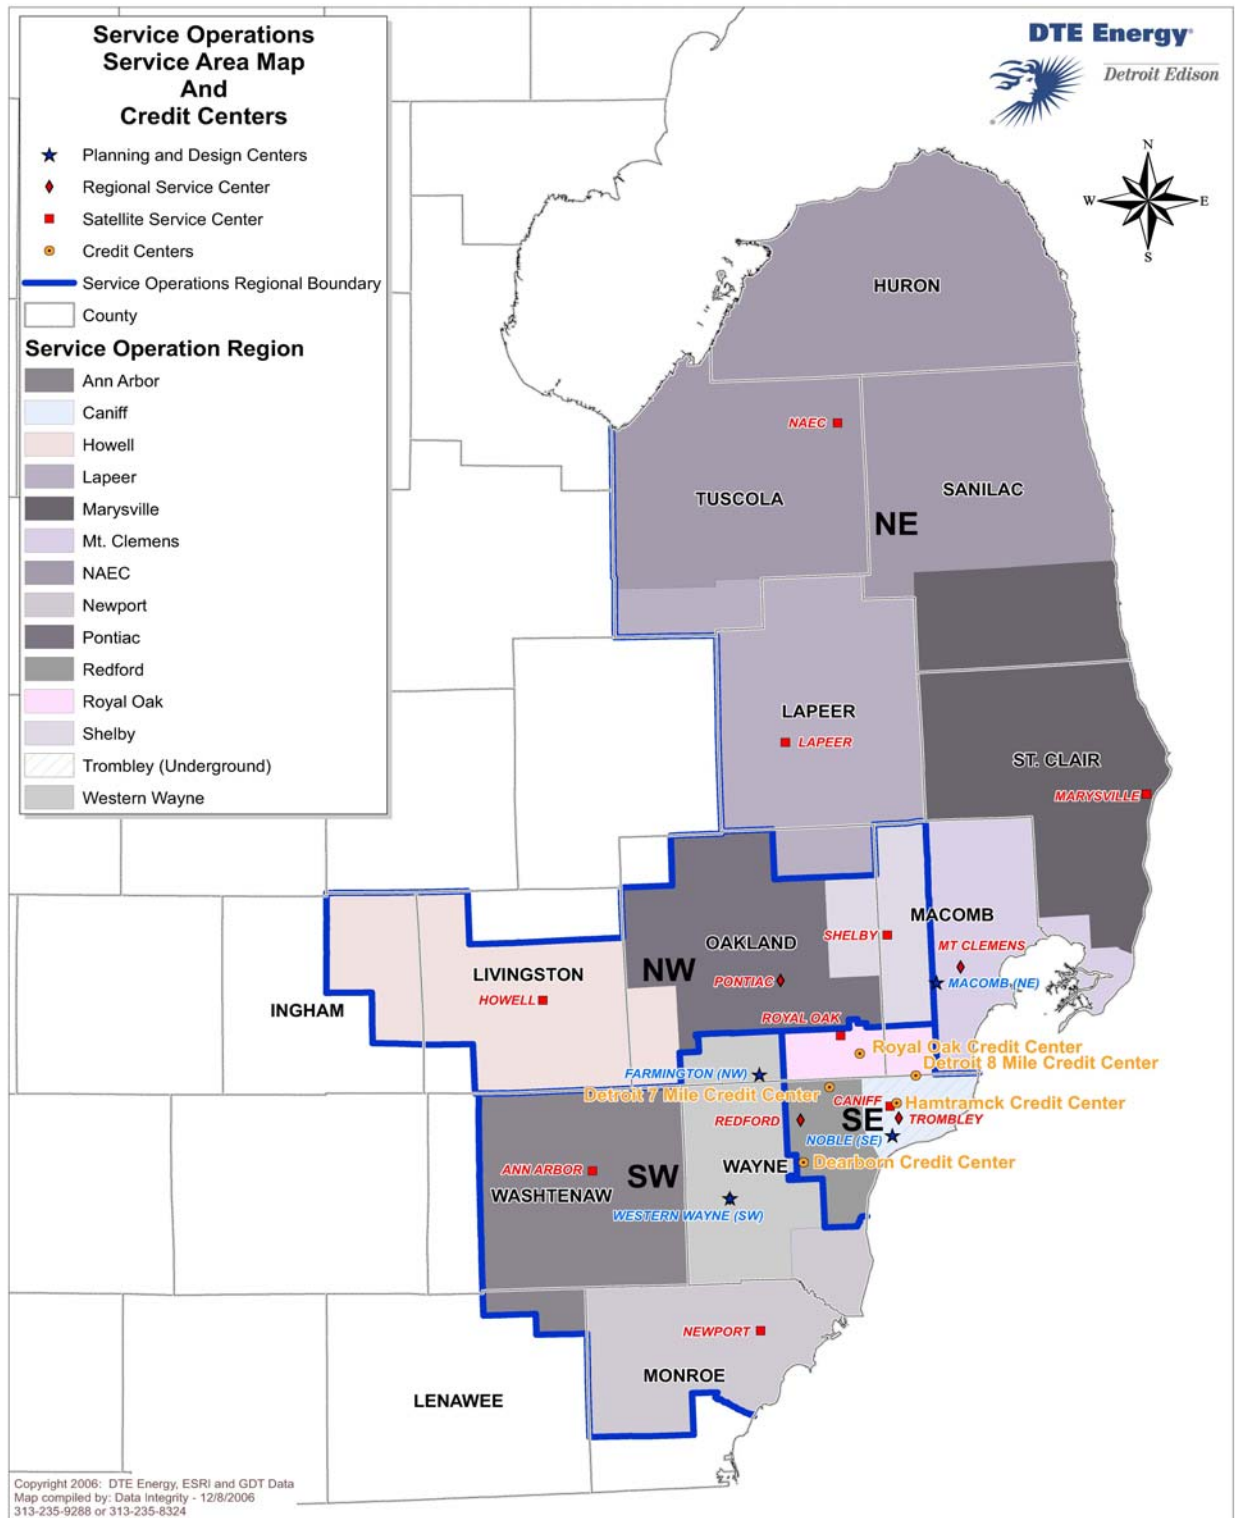 Service Operations
Service Area Map
And
Credit Centers
Planning and Design Centers
Regional Service Center
Satellite Service Center
Credit Centers
Service Operations Regional Boundary
County
Service Operation Region
Ann Arbor
Caniff
Howell
Lapeer
Marysville
Mt. Clemens
NAEC
Newport
Pontiac
Redford
Royal Oak
Shelby
Trombley (Underground)
Western Wayne
DTE Energy®
Detroit Edison
®
N
W
E
S
HURON
NAEC
TUSCOLA
SANILAC
NE
LAPEER
LAPEER
ST. CLAIR
MARYSVILLE
MACOMB
SHELBY
OAKLAND
MT CLEMENS
NW
LIVINGSTON
PONTIAC
MACOMB (NE)
HOWELL
INGHAM
ROYAL OAK
Royal Oak Credit Center
Detroit 8 Mile Credit Center
FARMINGTON (NW)
Detroit 7 Mile Credit Center
CANIFF
Hamtramck Credit Center
REDFORD
SE
TROMBLEY
NOBLE (SE)
Dearborn Credit Center
WAYNE
ANN ARBOR
SW
WASHTENAW
WESTERN WAYNE (SW)
NEWPORT
MONROE
LENAWEE
Copyright 2006: DTE Energy, ESRI and GDT Data
Map compiled by: Data Integrity - 12/8/2006
313-235-9288 or 313-235-8324